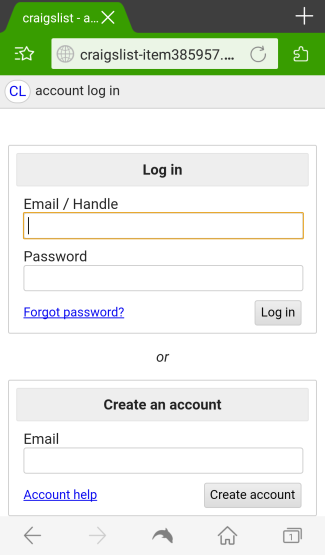 craigslist - a...
craigslist-item385957....
CL account log in
Log in
Email / Handle
Password
Forgot password? Log in
or
Create an account
Email
Account help Create account
1